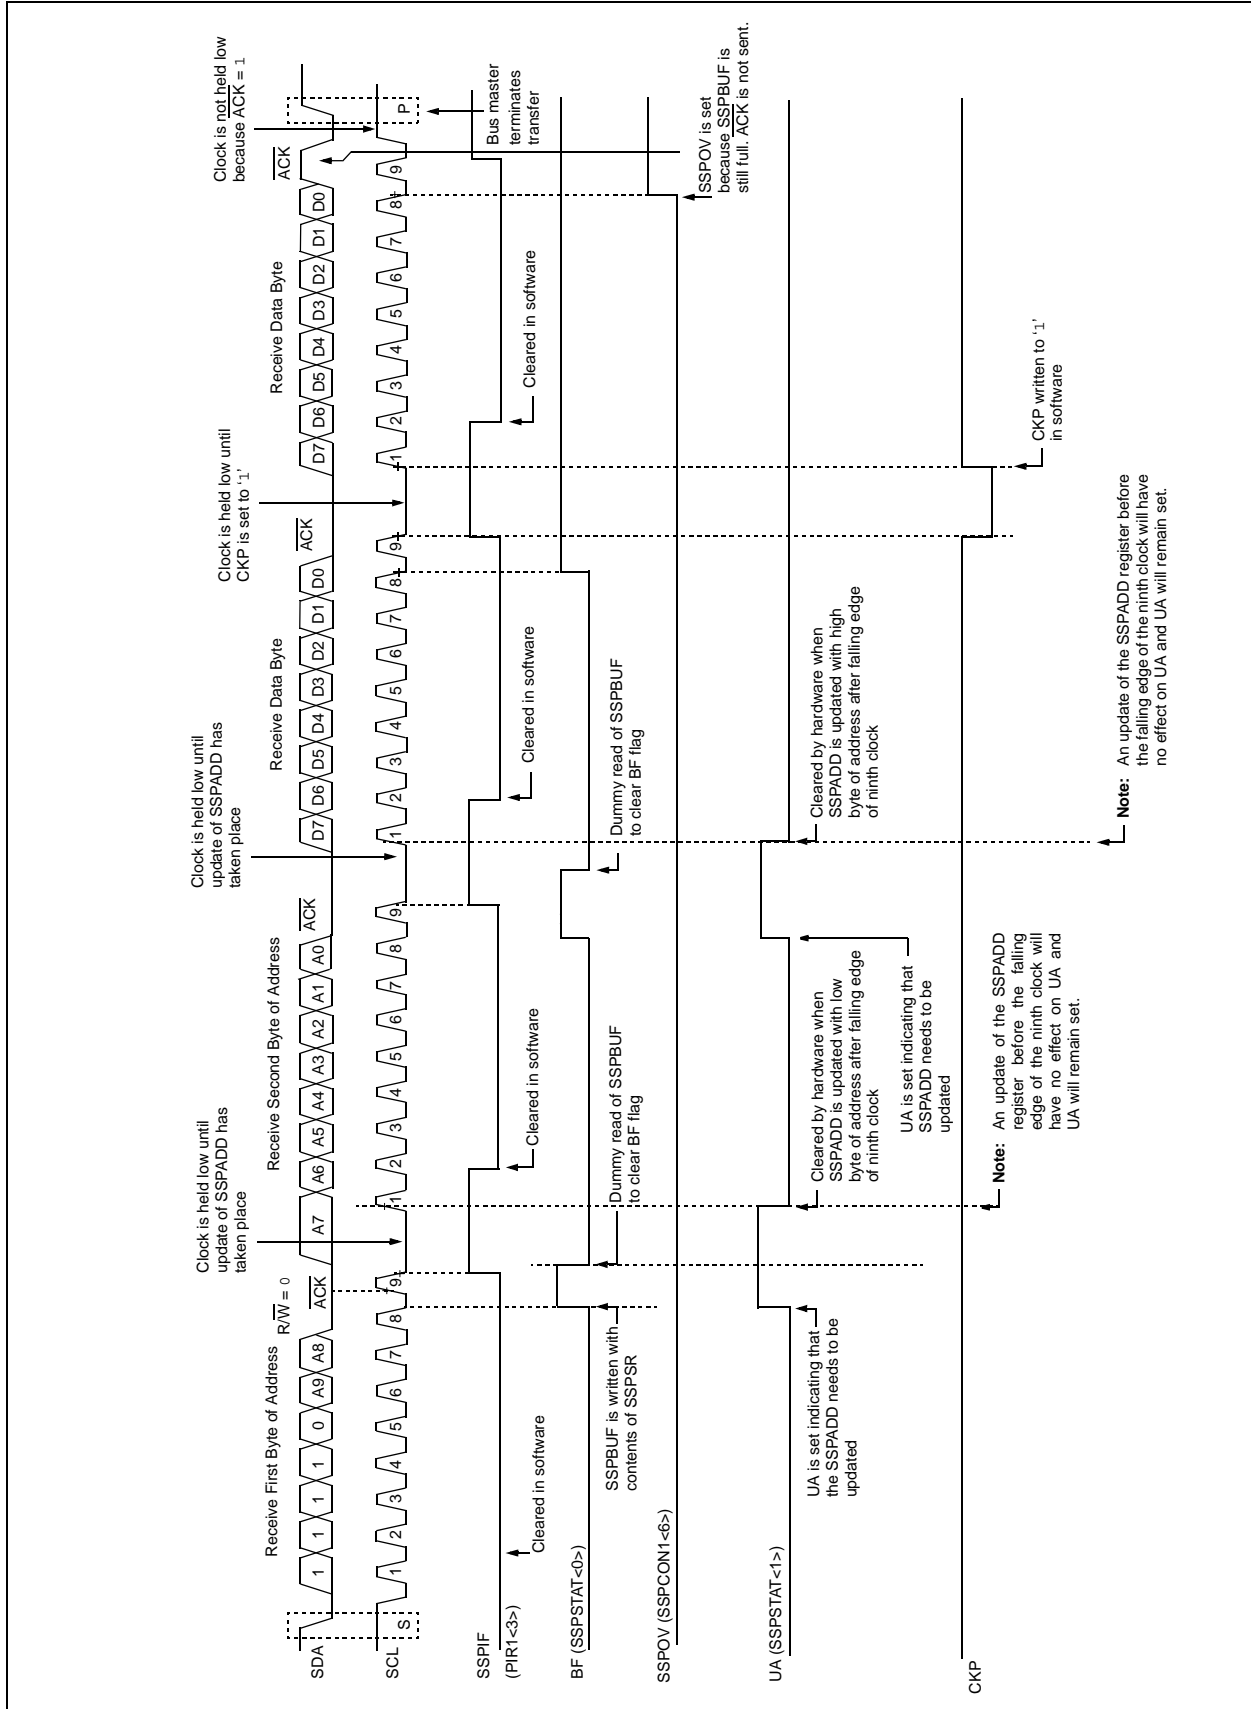 Receive First Byte of Address
R/W = 0
ACK
Clock is held low until
update of SSPADD has
taken place
Receive Second Byte of Address
ACK
Clock is held low until
update of SSPADD has
taken place
Receive Data Byte
ACK
Clock is held low until
CKP is set to ‘1’
Receive Data Byte
ACK
Clock is not held low
because ACK = 1
SDA
1 1 1 1 0 A9 A8
A7 A6 A5 A4 A3 A2 A1 A0
D7 D6 D5 D4 D3 D2 D1 D0
D7 D6 D5 D4 D3 D2 D1 D0
SCL
S
1 2 3 4 5 6 7 8 9
1 2 3 4 5 6 7 8 9
1 2 3 4 5 6 7 8 9
1 2 3 4 5 6 7 8 9
P
Bus master
terminates
transfer
SSPIF
(PIR1<3>)
Cleared in software
Cleared in software
Cleared in software
Cleared in software
BF (SSPSTAT<0>)
SSPBUF is written with
contents of SSPSR
Dummy read of SSPBUF
to clear BF flag
Dummy read of SSPBUF
to clear BF flag
SSPOV (SSPCON1<6>)
SSPOV is set
because SSPBUF is
still full. ACK is not sent.
UA (SSPSTAT<1>)
UA is set indicating that
the SSPADD needs to be
updated
Cleared by hardware when
SSPADD is updated with low
byte of address after falling edge
of ninth clock
UA is set indicating that
SSPADD needs to be
updated
Cleared by hardware when
SSPADD is updated with high
byte of address after falling edge
of ninth clock
CKP
CKP written to ‘1’
in software
Note: An update of the SSPADD
register before the falling
edge of the ninth clock will
have no effect on UA and
UA will remain set.
Note: An update of the SSPADD register before
the falling edge of the ninth clock will have
no effect on UA and UA will remain set.